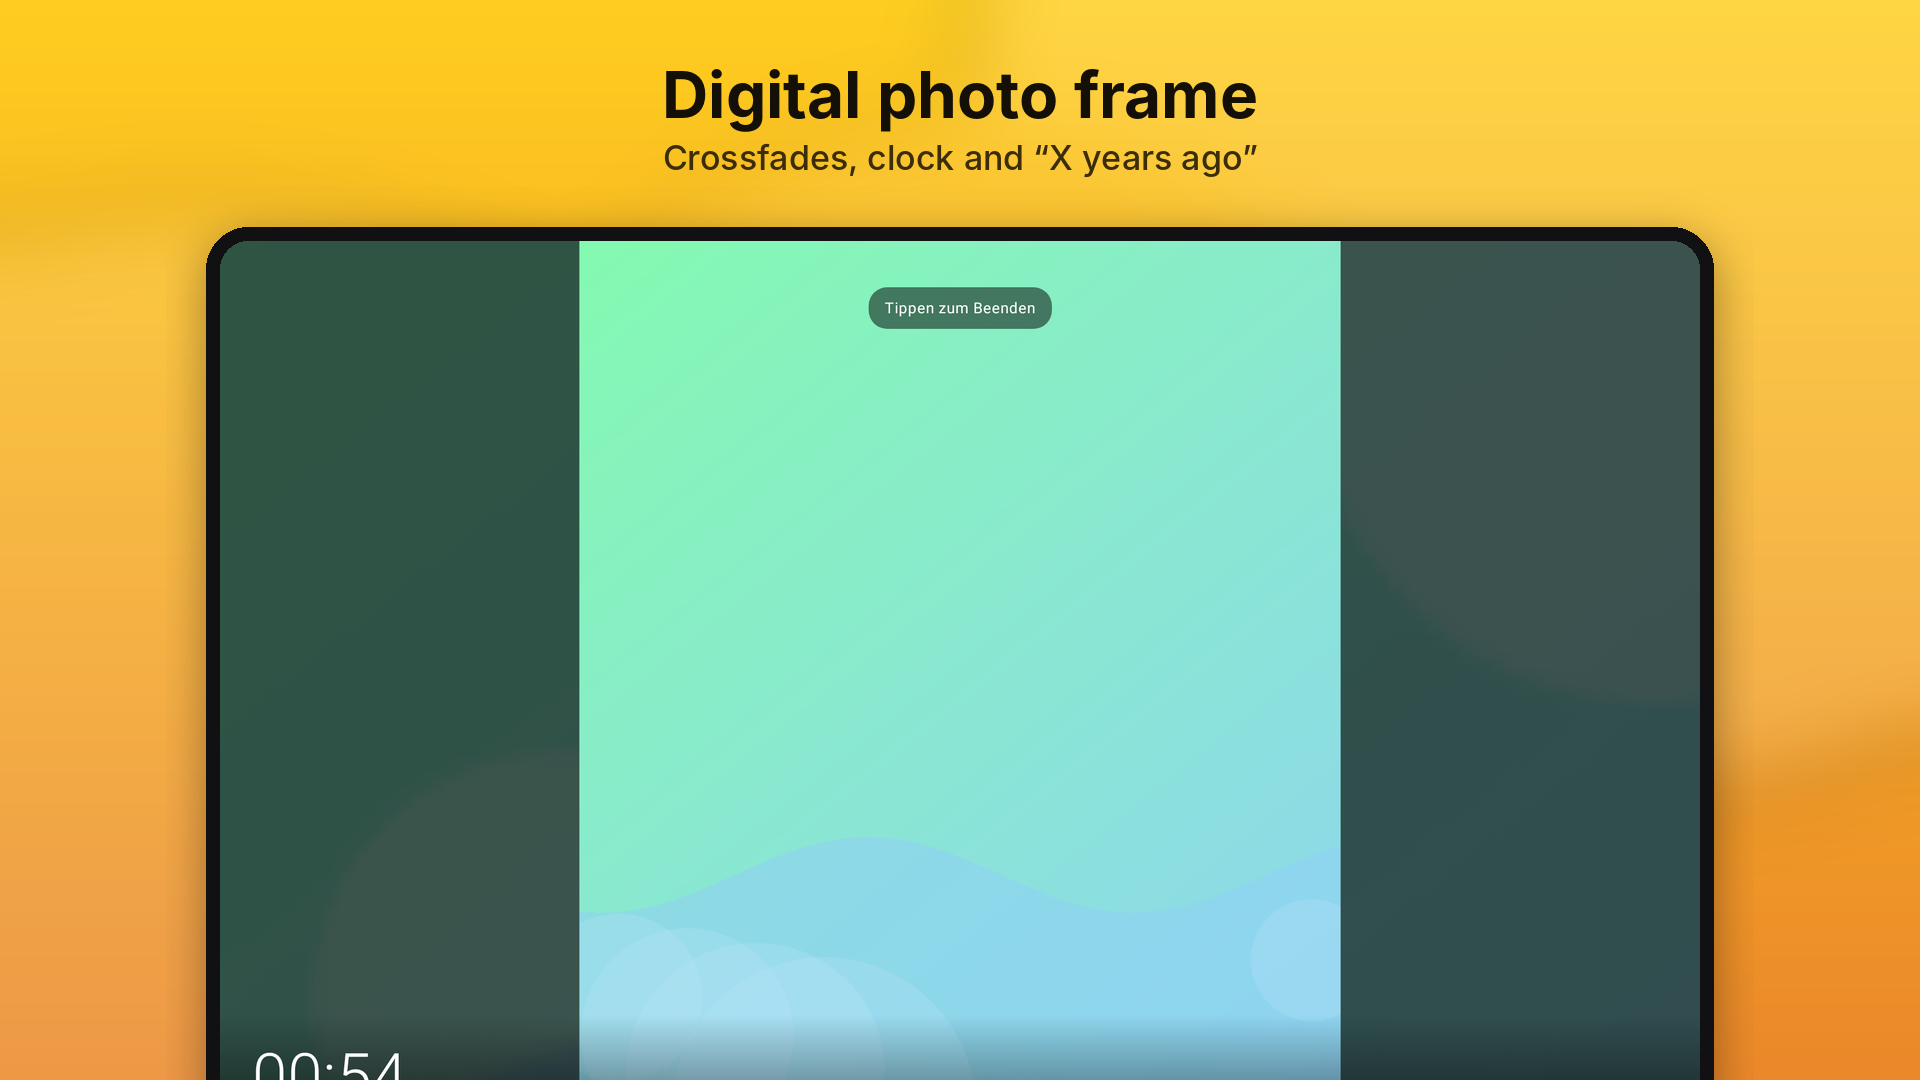 Digital photo frame
Crossfades, clock and “X years ago”
Tippen zum Beenden
00:54